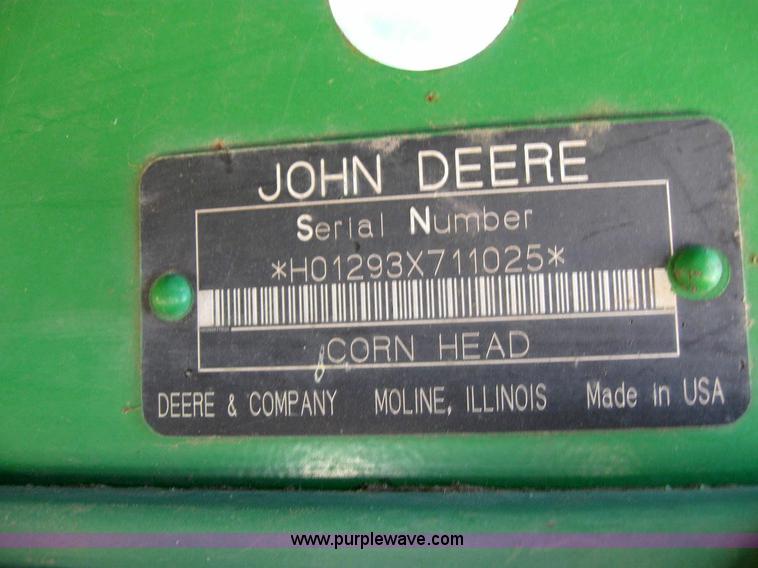 JOHN DEERE
Serial Number
*H01293X711025*
CORN HEAD
DEERE & COMPANY MOLINE, ILLINOIS Made in USA
www.purplewave.com